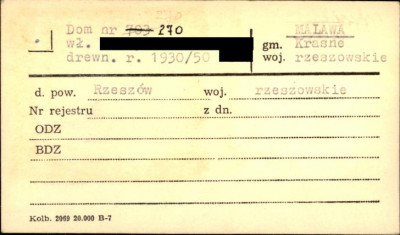 Dom nr 703 270
MALAWA
wł.
gm. Krasne
drewn. r. 1930/50
woj. rzeszowskie
d. pow. Rzeszów woj. rzeszowskie
Nr rejestru z dn.
ODZ
BDZ
Kolb. 2069 20.000 B-7